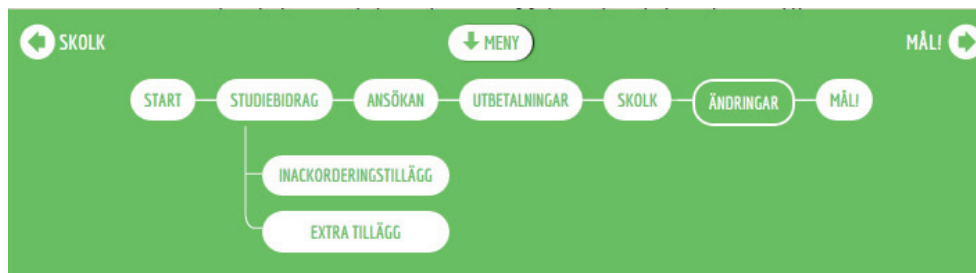 SKOLK
MENY
MÅL!
START
STUDIEBIDRAG
ANSÖKAN
UTBETALNINGAR
SKOLK
ÄNDRINGAR
MÅL!
INACKORDERINGSTILLÄGG
EXTRA TILLÄGG